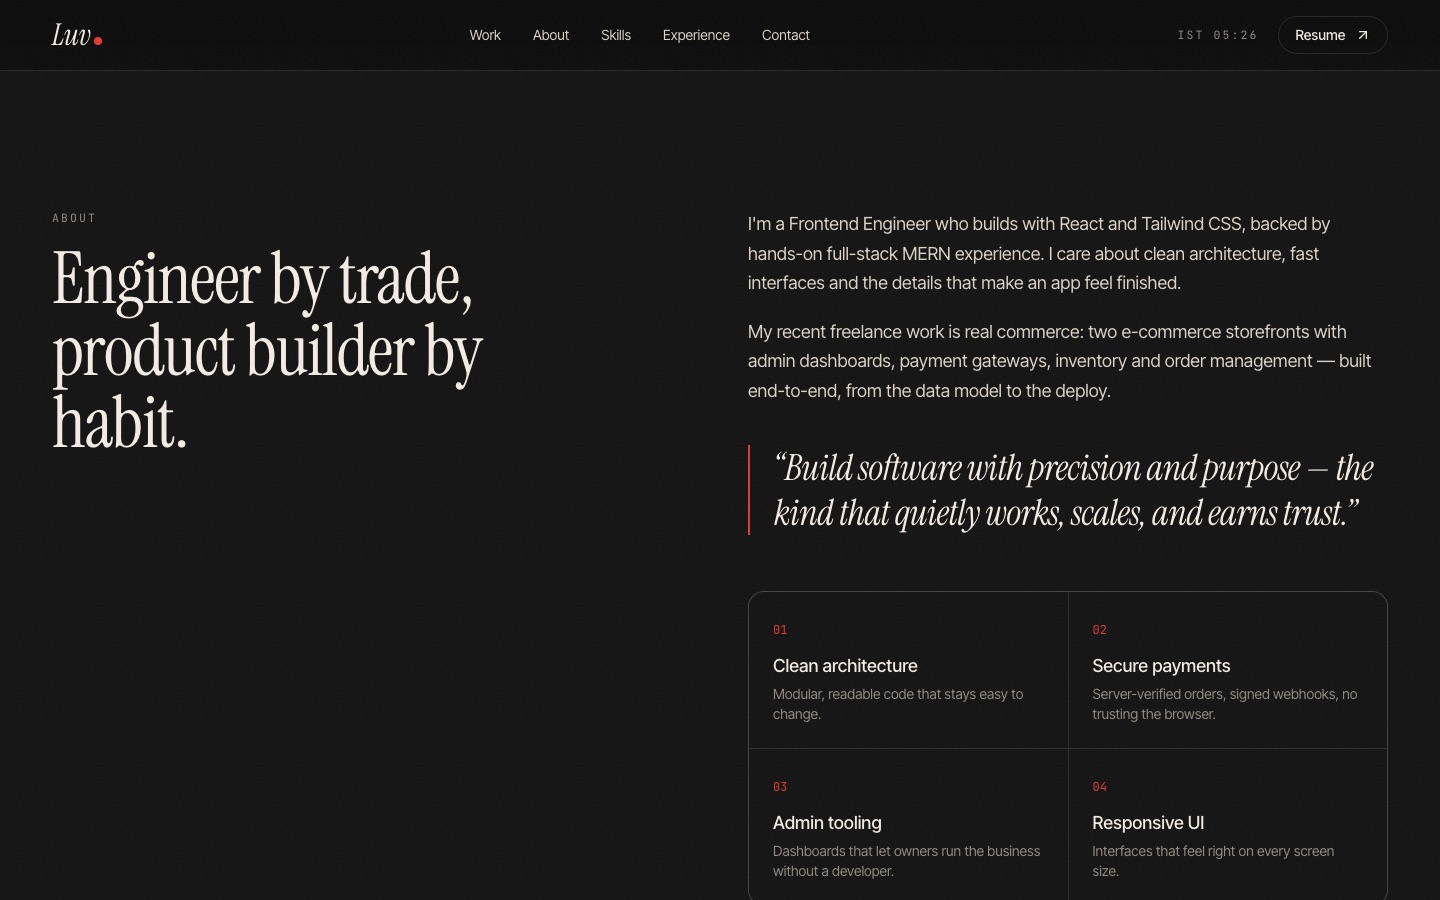 Luv.
Work
About
Skills
Experience
Contact
IST 05:26
Resume
ABOUT
Engineer by trade,
product builder by
habit.
I'm a Frontend Engineer who builds with React and Tailwind CSS, backed by
hands-on full-stack MERN experience. I care about clean architecture, fast
interfaces and the details that make an app feel finished.
My recent freelance work is real commerce: two e-commerce storefronts with
admin dashboards, payment gateways, inventory and order management — built
end-to-end, from the data model to the deploy.
“Build software with precision and purpose — the
kind that quietly works, scales, and earns trust.”
01
Clean architecture
Modular, readable code that stays easy to
change.
02
Secure payments
Server-verified orders, signed webhooks, no
trusting the browser.
03
Admin tooling
Dashboards that let owners run the business
without a developer.
04
Responsive UI
Interfaces that feel right on every screen
size.